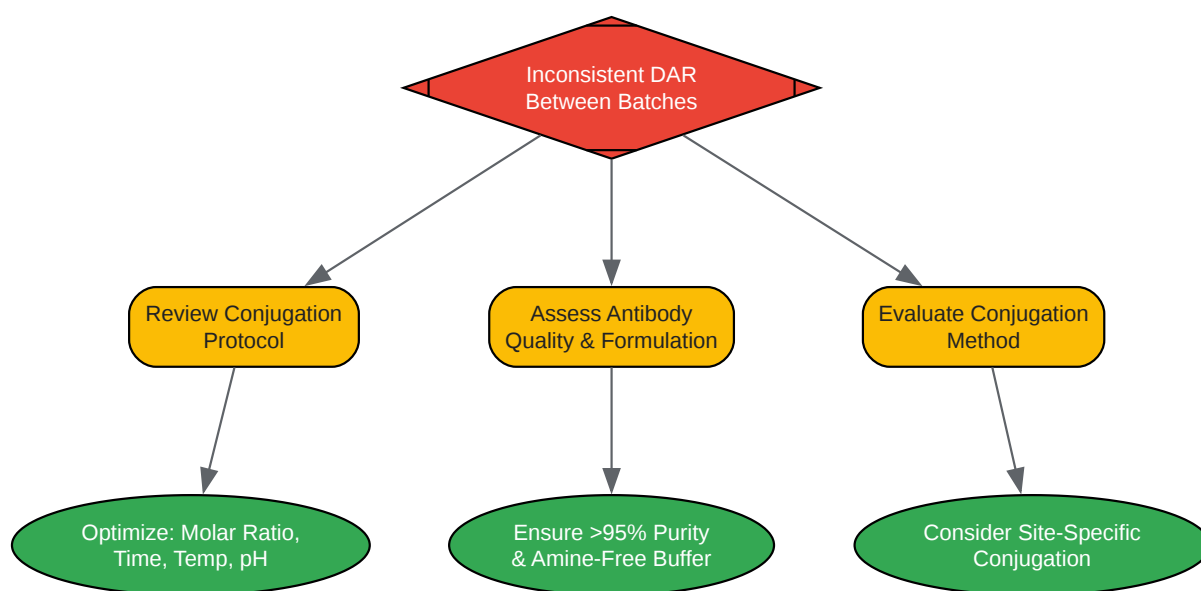 Inconsistent DAR
Between Batches
Review Conjugation
Protocol
Assess Antibody
Quality & Formulation
Evaluate Conjugation
Method
Optimize: Molar Ratio,
Time, Temp, pH
Ensure >95% Purity
& Amine-Free Buffer
Consider Site-Specific
Conjugation